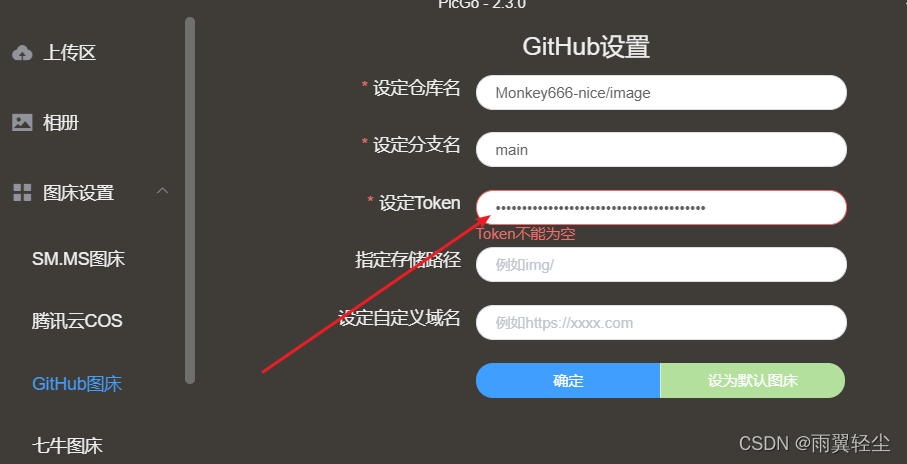 PicGo - 2.3.0
上传区
相册
图床设置
SM.MS图床
腾讯云COS
GitHub图床
七牛图床
GitHub设置
* 设定仓库名 Monkey666-nice/image
* 设定分支名 main
* 设定Token ••••••••••••••••••••••••••••••••••••••••
Token不能为空
指定存储路径 例如img/
设定自定义域名 例如https://xxxx.com
确定 设为默认图床
CSDN @雨翼轻尘